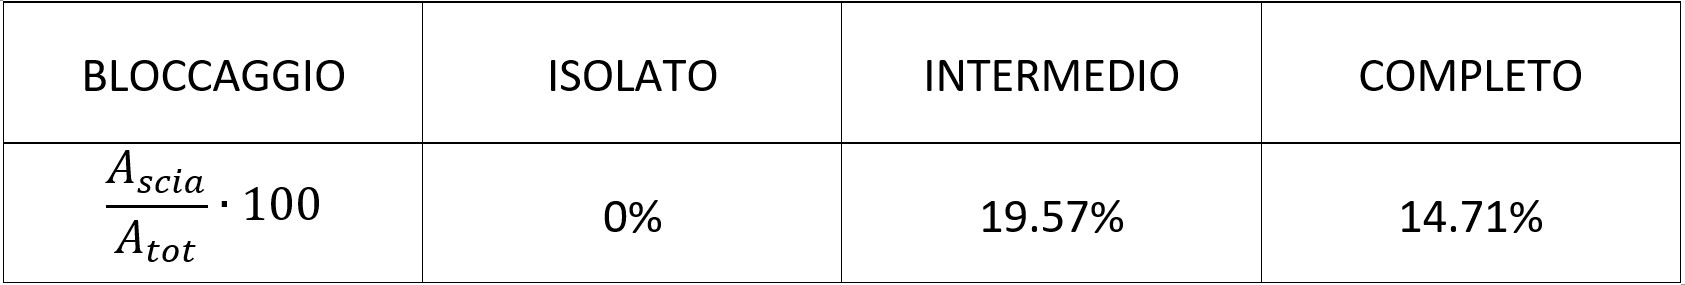 BLOCCAGGIO ISOLATO INTERMEDIO COMPLETO
A_scia/A_tot · 100 0% 19.57% 14.71%